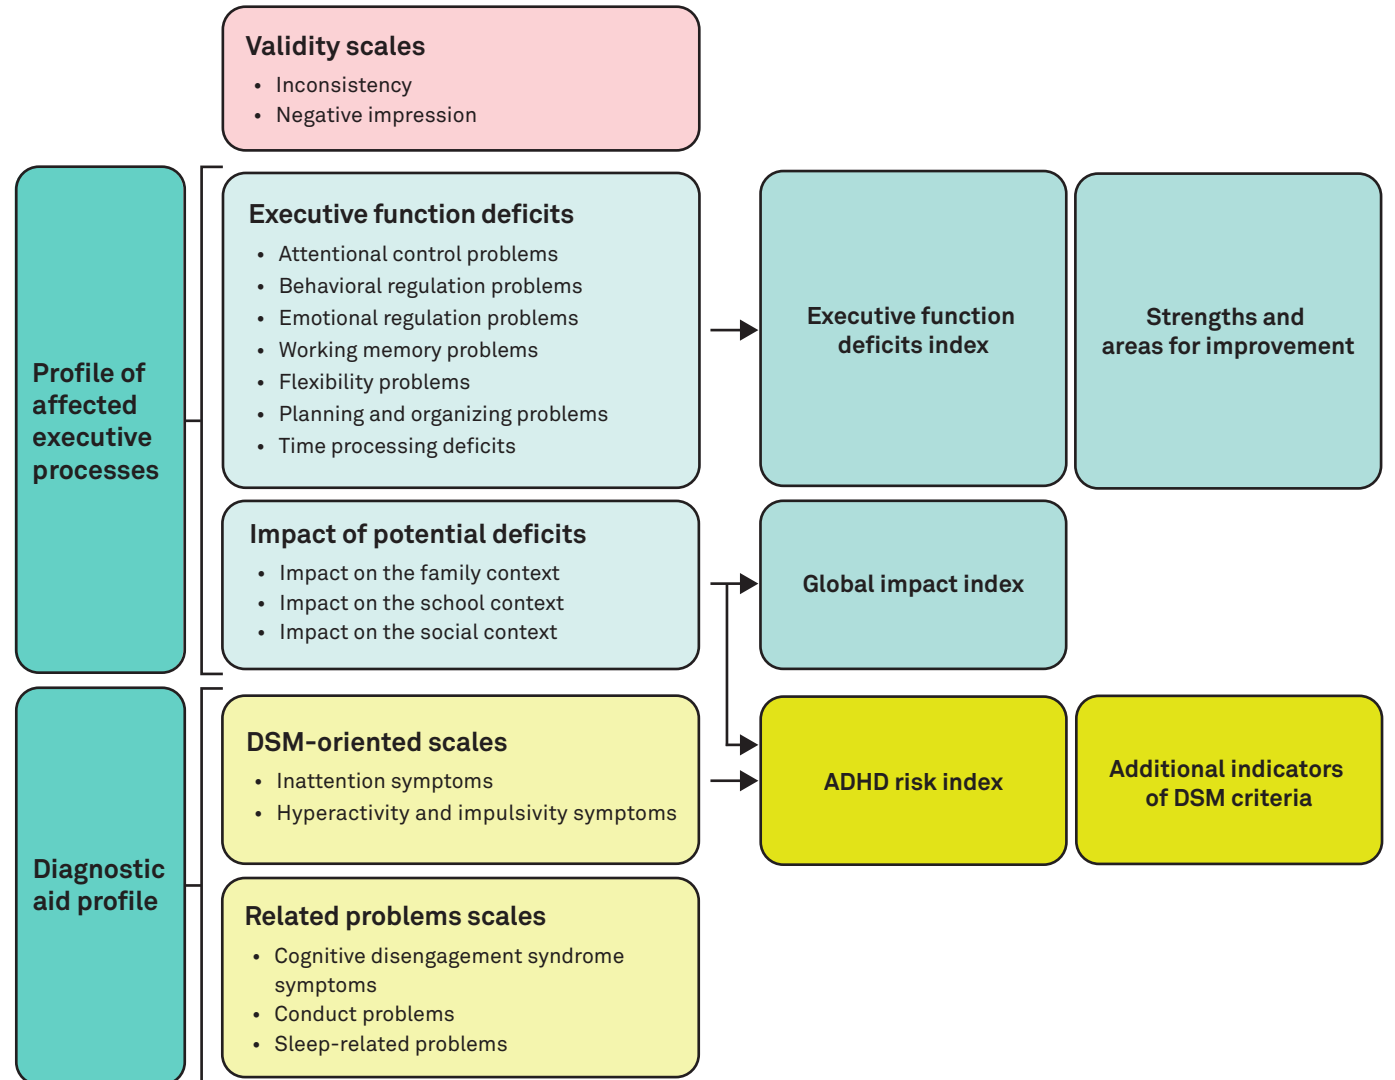 Validity scales
• Inconsistency
• Negative impression
Profile of
affected
executive
processes
Executive function deficits
• Attentional control problems
• Behavioral regulation problems
• Emotional regulation problems
• Working memory problems
• Flexibility problems
• Planning and organizing problems
• Time processing deficits
Executive function
deficits index
Strengths and
areas for improvement
Impact of potential deficits
• Impact on the family context
• Impact on the school context
• Impact on the social context
Global impact index
Diagnostic
aid profile
DSM-oriented scales
• Inattention symptoms
• Hyperactivity and impulsivity symptoms
ADHD risk index
Additional indicators
of DSM criteria
Related problems scales
• Cognitive disengagement syndrome
symptoms
• Conduct problems
• Sleep-related problems